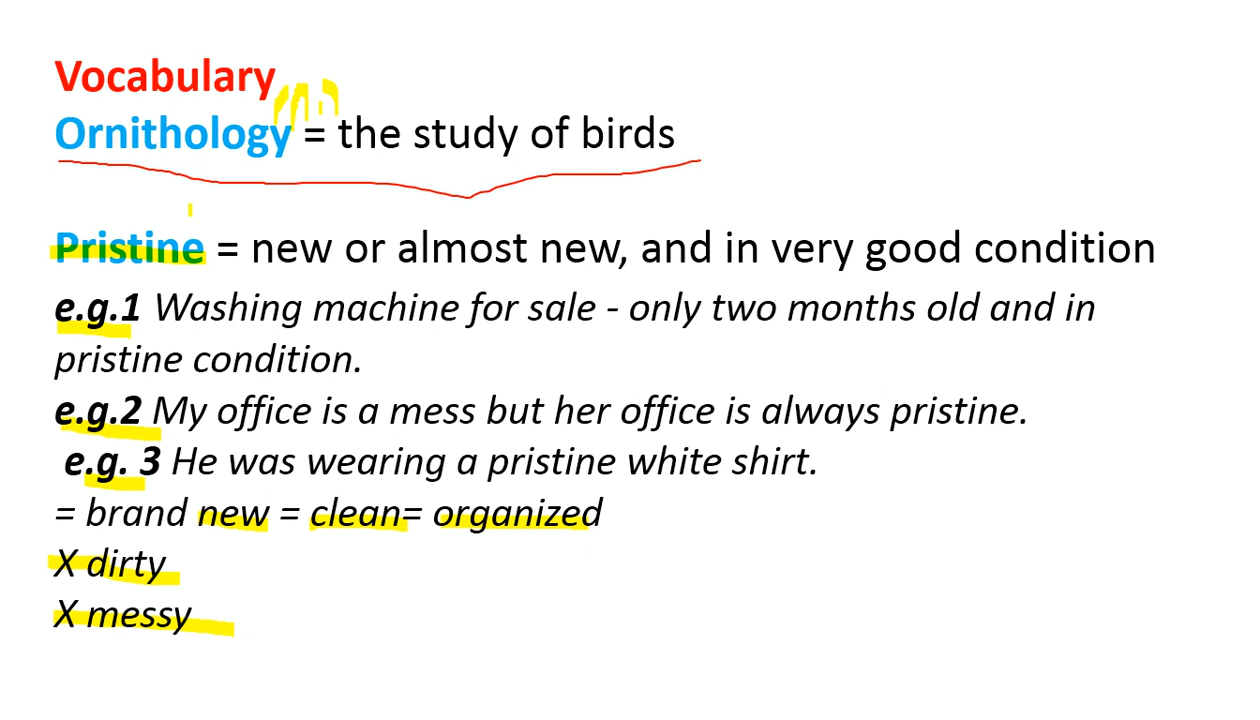 Vocabulary
Ornithology = the study of birds
Pristine = new or almost new, and in very good condition
e.g.1 Washing machine for sale - only two months old and in
pristine condition.
e.g.2 My office is a mess but her office is always pristine.
e.g. 3 He was wearing a pristine white shirt.
= brand new = clean= organized
X dirty
X messy